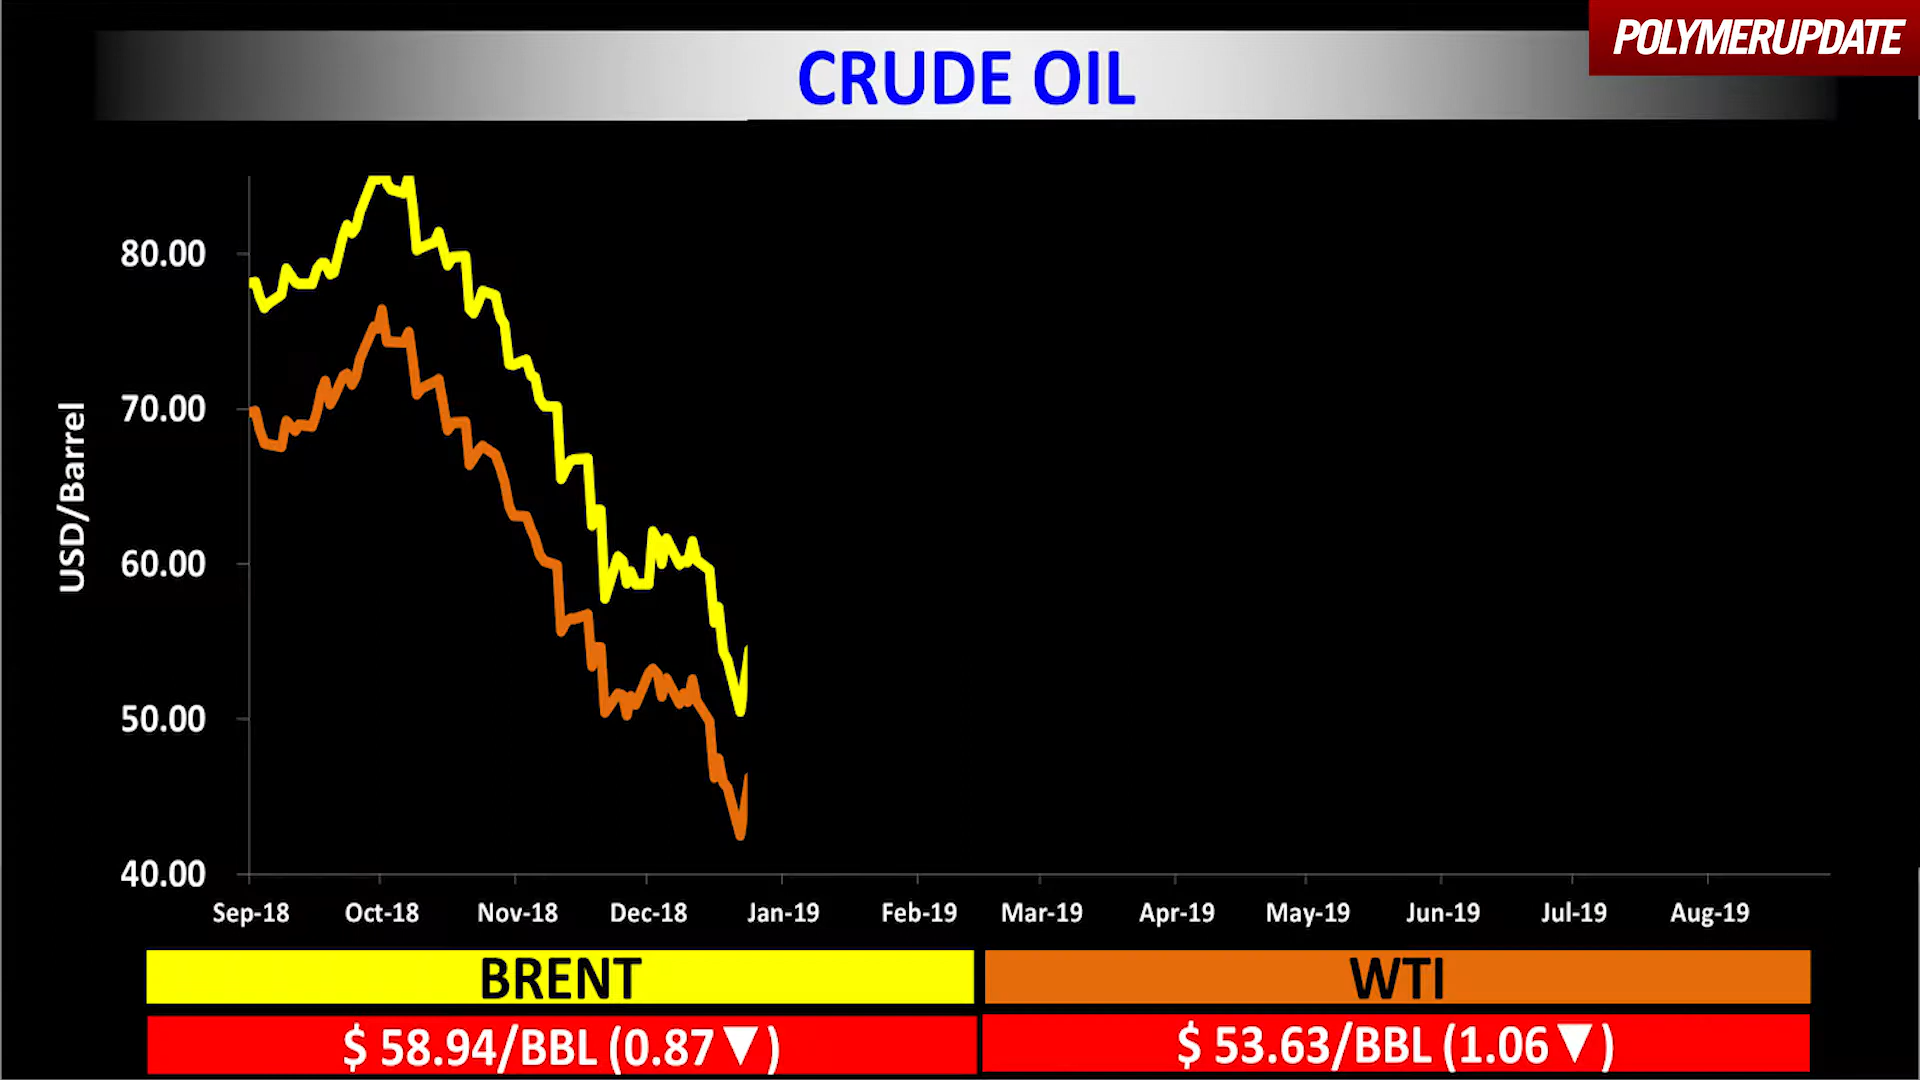 POLYMERUPDATE
CRUDE OIL
USD/Barrel
80.00
70.00
60.00
50.00
40.00
Sep-18 Oct-18 Nov-18 Dec-18 Jan-19 Feb-19 Mar-19 Apr-19 May-19 Jun-19 Jul-19 Aug-19
BRENT WTI
$ 58.94/BBL (0.87▼) $ 53.63/BBL (1.06▼)